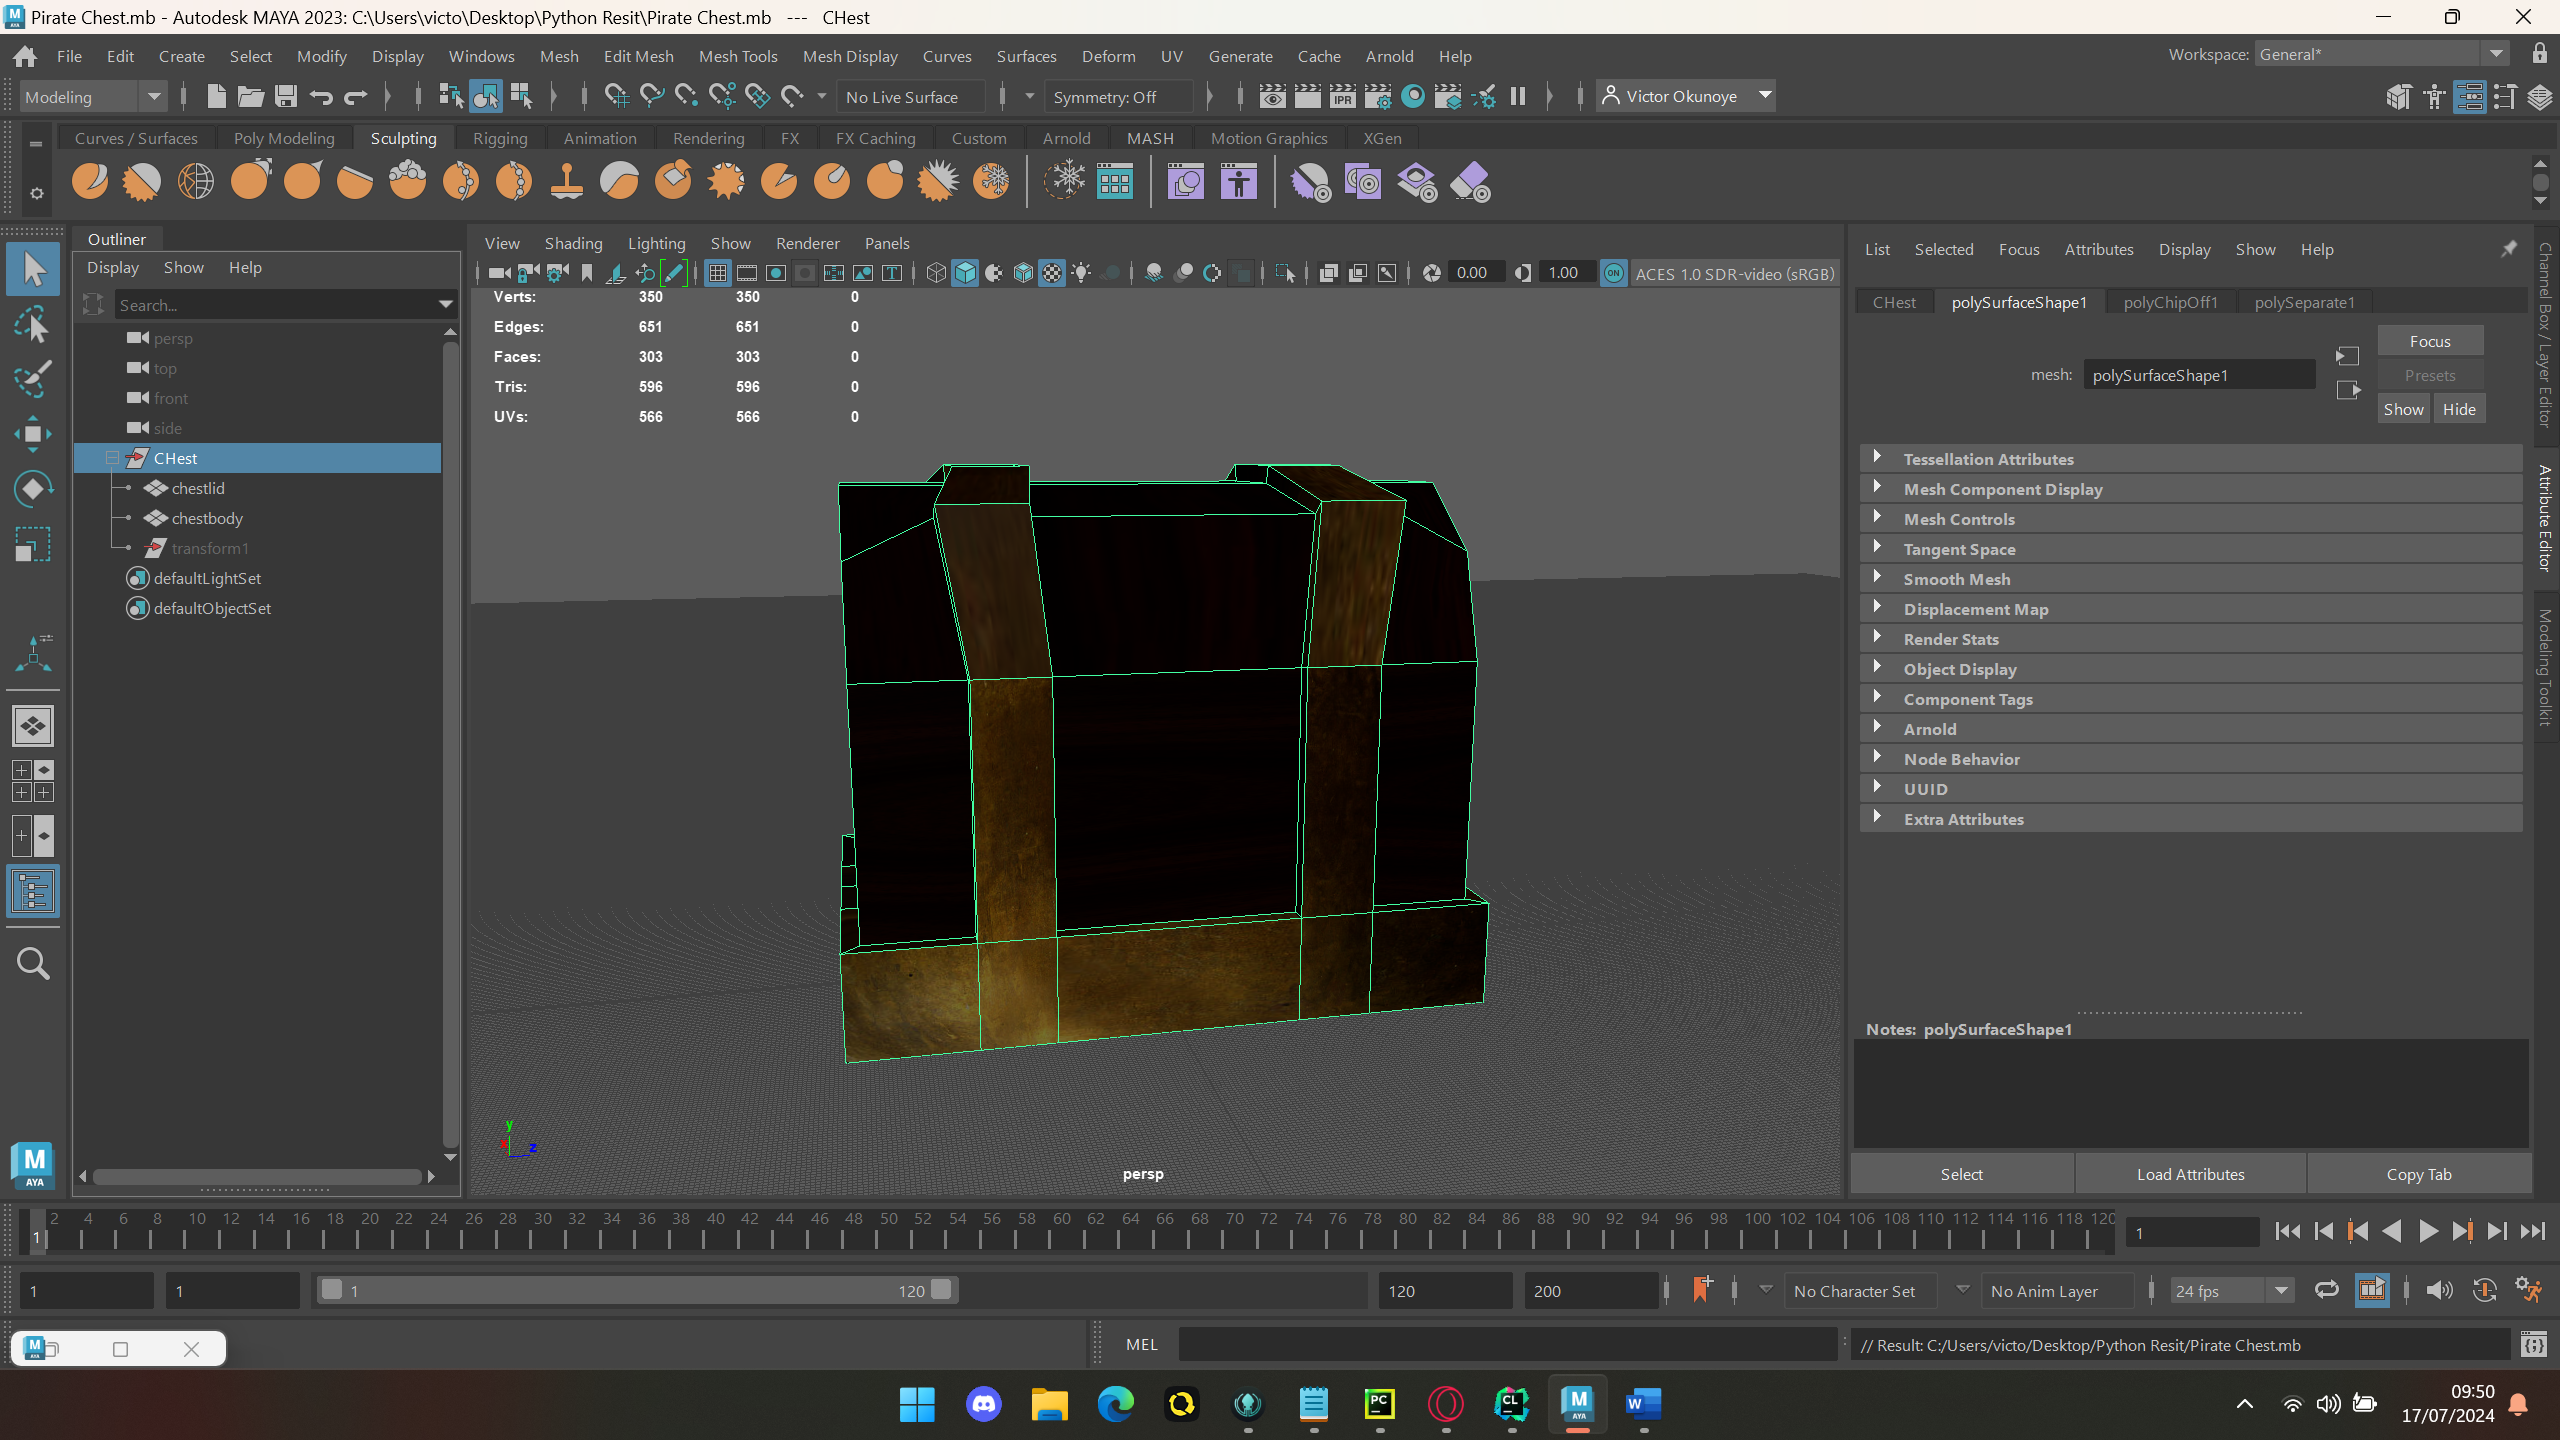 Pirate Chest.mb - Autodesk MAYA 2023: C:\Users\victo\Desktop\Python Resit\Pirate Chest.mb --- CHest
File Edit Create Select Modify Display Windows Mesh Edit Mesh Mesh Tools Mesh Display Curves Surfaces Deform UV Generate Cache Arnold Help
Workspace: General*
Modeling
No Live Surface
Symmetry: Off
IPR
Victor Okunoye
Curves / Surfaces Poly Modeling Sculpting Rigging Animation Rendering FX FX Caching Custom Arnold MASH Motion Graphics XGen
Outliner
Display Show Help
Search...
persp
top
front
side
CHest
chestlid
chestbody
transform1
defaultLightSet
defaultObjectSet
View Shading Lighting Show Renderer Panels
0.00
1.00
ON
ACES 1.0 SDR-video (sRGB)
Verts: 350 350 0
Edges: 651 651 0
Faces: 303 303 0
Tris: 596 596 0
UVs: 566 566 0
y
x
z
persp
List Selected Focus Attributes Display Show Help
CHest polySurfaceShape1 polyChipOff1 polySeparate1
mesh: polySurfaceShape1
Focus
Presets
Show Hide
Tessellation Attributes
Mesh Component Display
Mesh Controls
Tangent Space
Smooth Mesh
Displacement Map
Render Stats
Object Display
Component Tags
Arnold
Node Behavior
UUID
Extra Attributes
Notes: polySurfaceShape1
Select Load Attributes Copy Tab
Channel Box / Layer Editor
Attribute Editor
Modeling Toolkit
M
AYA
2 4 6 8 10 12 14 16 18 20 22 24 26 28 30 32 34 36 38 40 42 44 46 48 50 52 54 56 58 60 62 64 66 68 70 72 74 76 78 80 82 84 86 88 90 92 94 96 98 100 102 104 106 108 110 112 114 116 118 120
1
1
1 1 1 120 120 200
No Character Set
No Anim Layer
24 fps
MEL
// Result: C:/Users/victo/Desktop/Python Resit/Pirate Chest.mb
PC
CL
M
AYA
W
09:50
17/07/2024